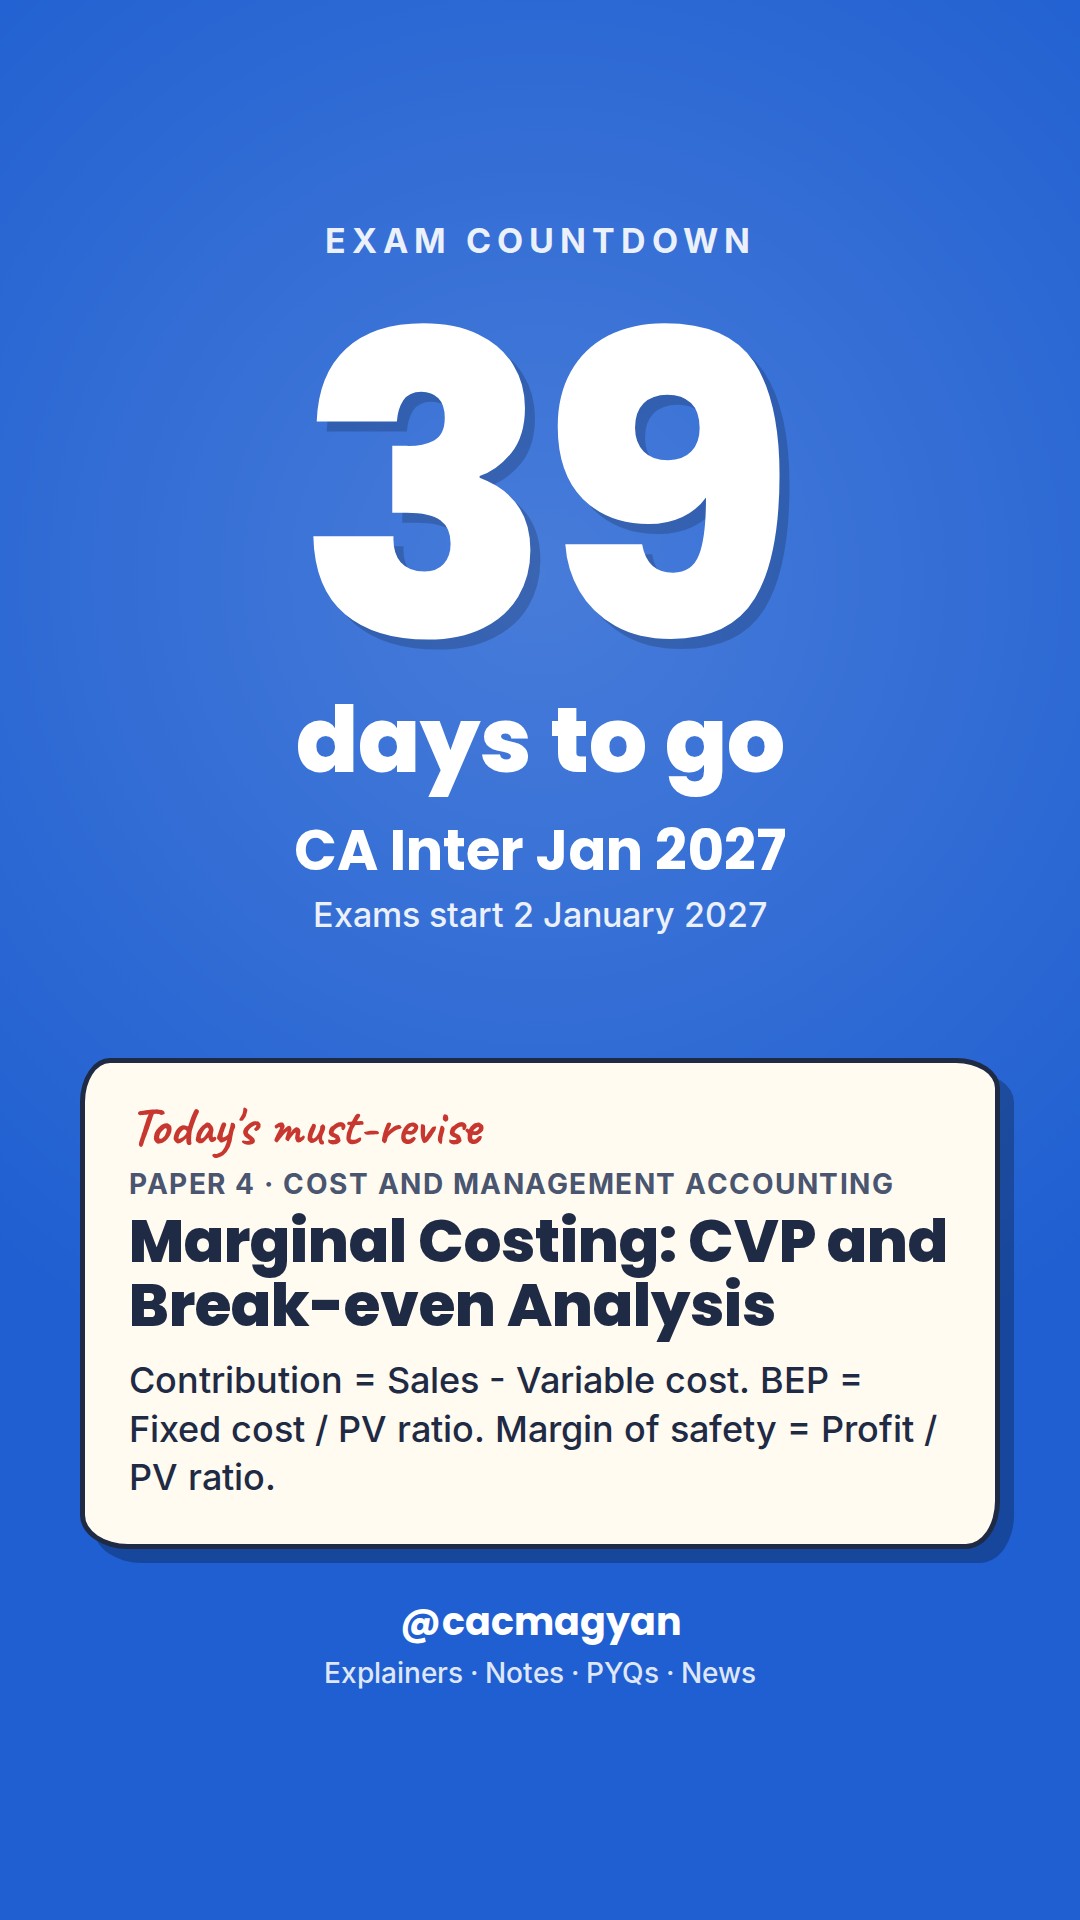 EXAM COUNTDOWN
39
days to go
CA Inter Jan 2027
Exams start 2 January 2027
Today's must-revise
PAPER 4 · COST AND MANAGEMENT ACCOUNTING
Marginal Costing: CVP and
Break-even Analysis
Contribution = Sales - Variable cost. BEP =
Fixed cost / PV ratio. Margin of safety = Profit /
PV ratio.
@cacmagyan
Explainers · Notes · PYQs · News